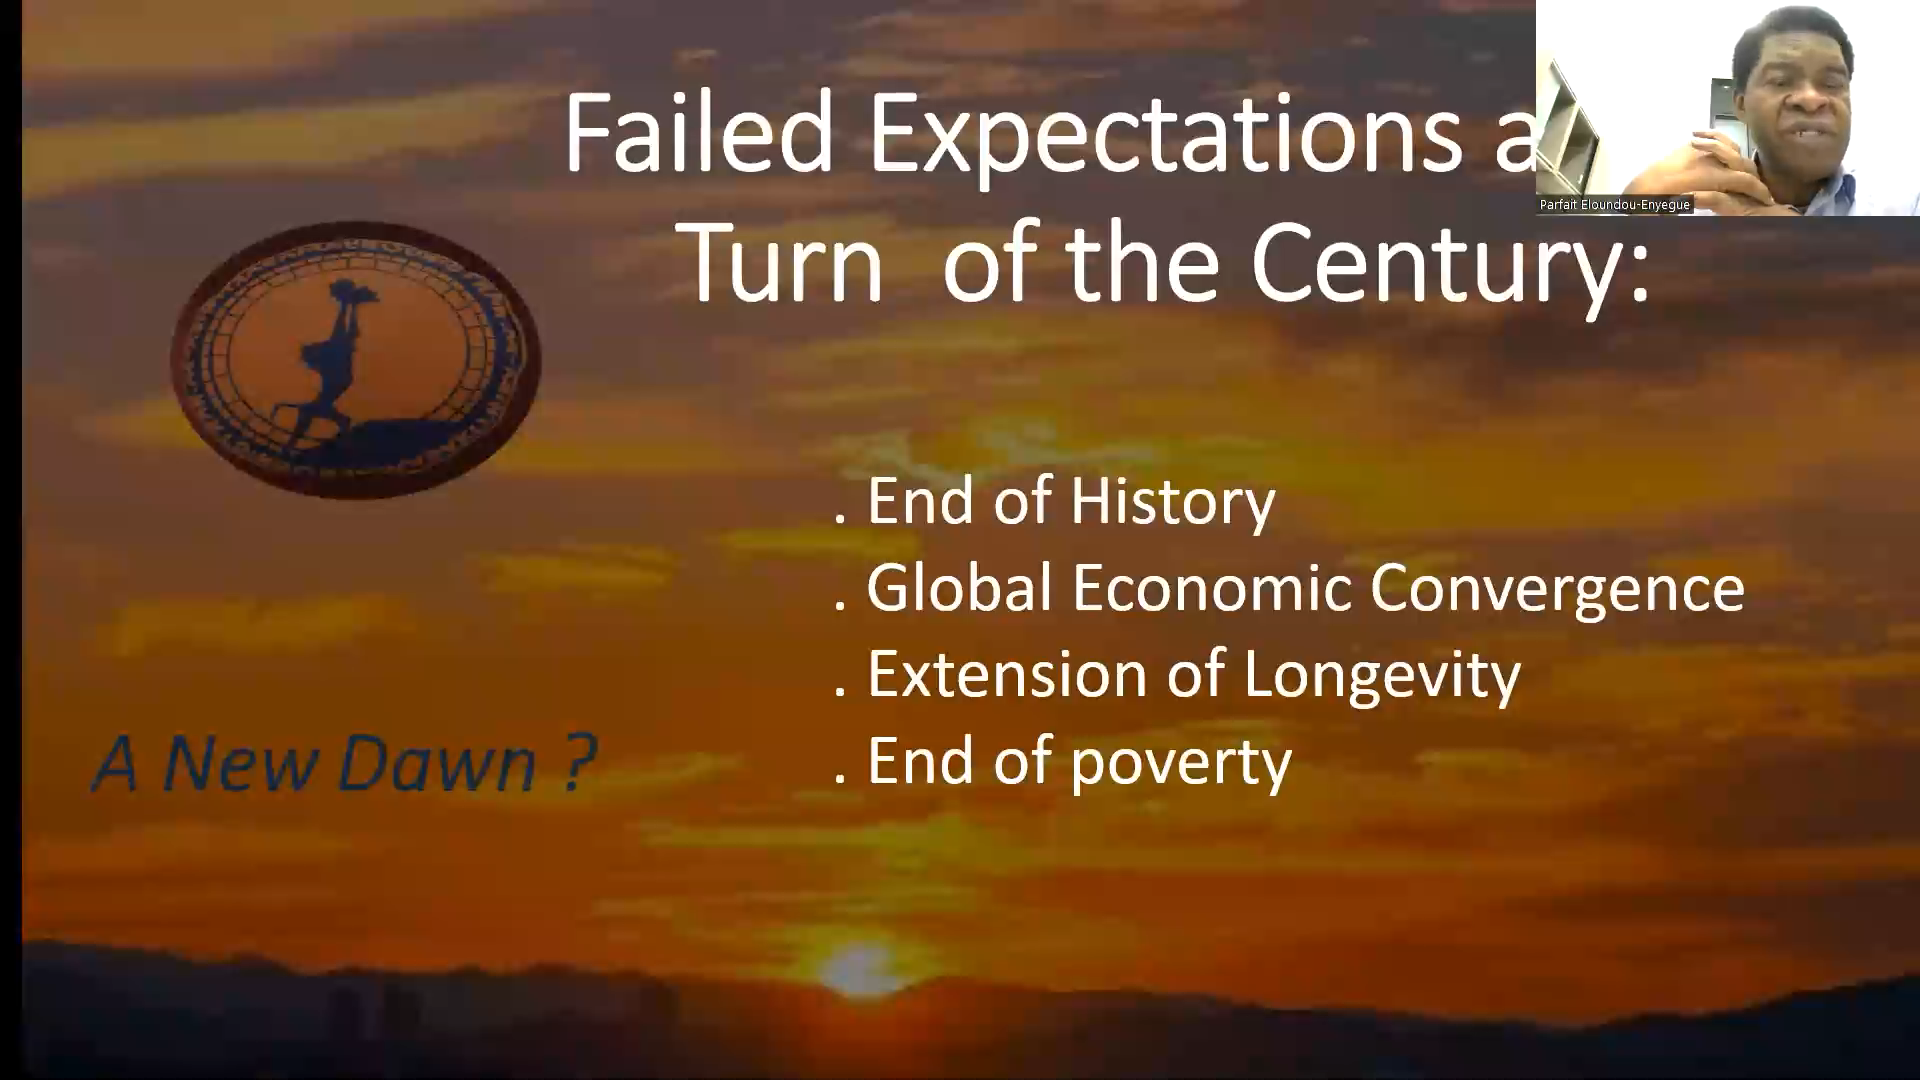 Failed Expectations a
Turn of the Century:
Parfait Eloundou-Enyegue
. End of History
. Global Economic Convergence
. Extension of Longevity
. End of poverty
A New Dawn ?